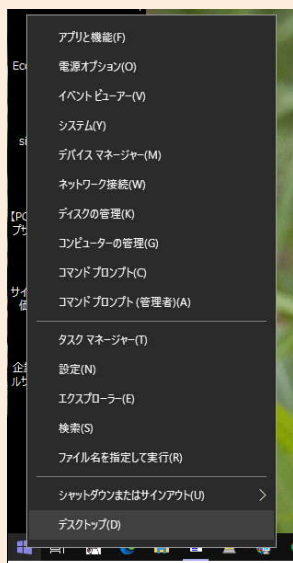 アプリと機能(F)
電源オプション(O)
イベント ビューアー(V)
システム(Y)
デバイス マネージャー(M)
ネットワーク接続(W)
ディスクの管理(K)
コンピューターの管理(G)
コマンド プロンプト(C)
コマンド プロンプト (管理者)(A)
タスク マネージャー(T)
設定(N)
エクスプローラー(E)
検索(S)
ファイル名を指定して実行(R)
シャットダウンまたはサインアウト(U)
デスクトップ(D)